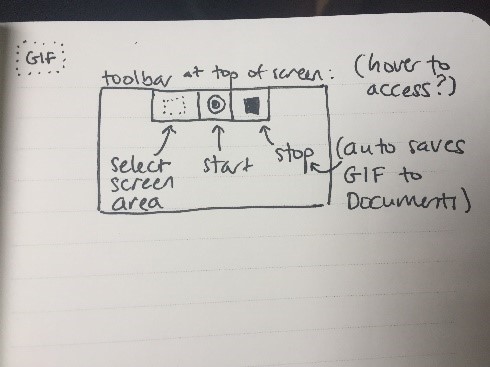 GIF
toolbar at top of screen:
(hover to
access?)
select
screen
area
start
stop
(auto saves
GIF to
Documents)